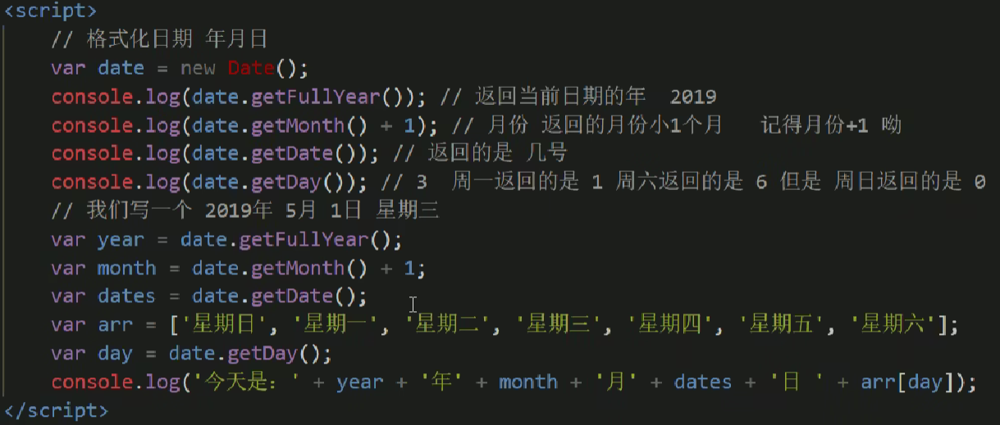 <script>
// 格式化日期 年月日
var date = new Date();
console.log(date.getFullYear()); // 返回当前日期的年  2019
console.log(date.getMonth() + 1); // 月份 返回的月份小1个月   记得月份+1 呦
console.log(date.getDate()); // 返回的是 几号
console.log(date.getDay()); // 3  周一返回的是 1 周六返回的是 6 但是 周日返回的是 0
// 我们写一个 2019年 5月 1日 星期三
var year = date.getFullYear();
var month = date.getMonth() + 1;
var dates = date.getDate();
var arr = ['星期日', '星期一', '星期二', '星期三', '星期四', '星期五', '星期六'];
var day = date.getDay();
console.log('今天是：' + year + '年' + month + '月' + dates + '日 ' + arr[day]);
</script>